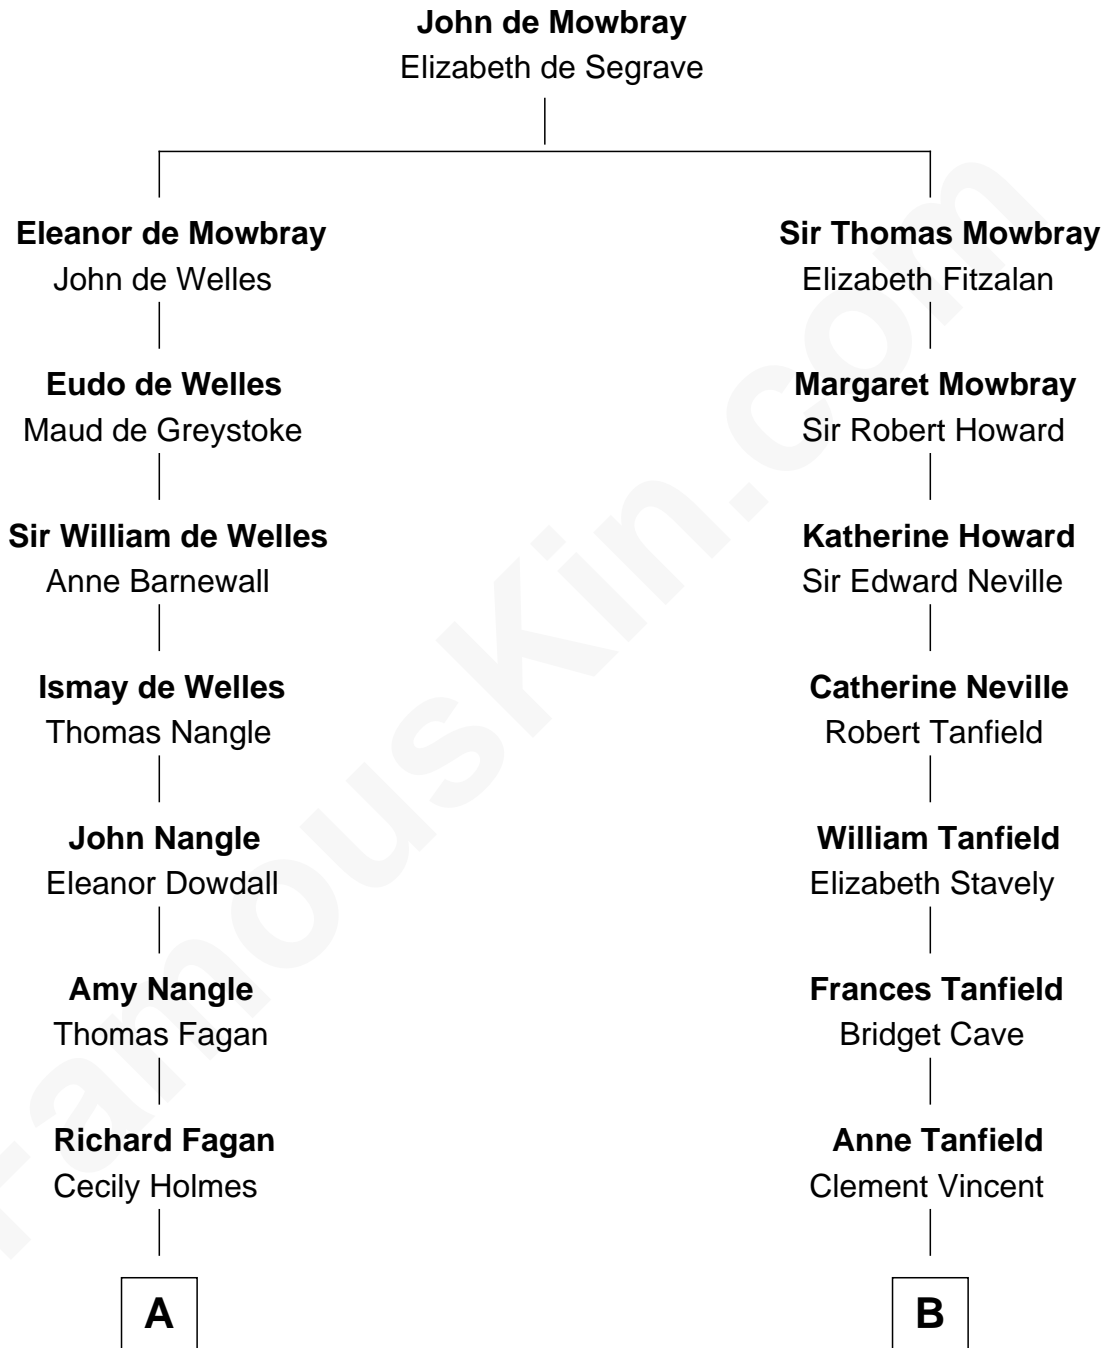 John de Mowbray
Elizabeth de Segrave
Eleanor de Mowbray
John de Welles
Eudo de Welles
Maud de Greystoke
Sir William de Welles
Anne Barnewall
Ismay de Welles
Thomas Nangle
John Nangle
Eleanor Dowdall
Amy Nangle
Thomas Fagan
Richard Fagan
Cecily Holmes
A
Sir Thomas Mowbray
Elizabeth Fitzalan
Margaret Mowbray
Sir Robert Howard
Katherine Howard
Sir Edward Neville
Catherine Neville
Robert Tanfield
William Tanfield
Elizabeth Stavely
Frances Tanfield
Bridget Cave
Anne Tanfield
Clement Vincent
B
FamousKin.com